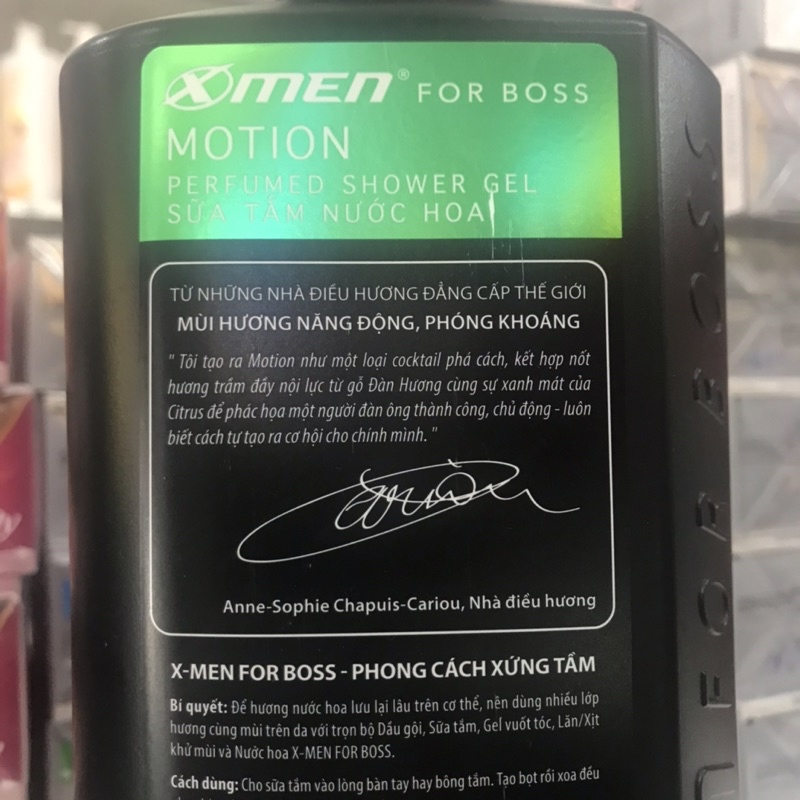 XMEN® FOR BOSS
MOTION
PERFUMED SHOWER GEL
SỮA TẮM NƯỚC HOA
TỪ NHỮNG NHÀ ĐIỀU HƯƠNG ĐẲNG CẤP THẾ GIỚI
MÙI HƯƠNG NĂNG ĐỘNG, PHÓNG KHOÁNG
" Tôi tạo ra Motion như một loại cocktail phá cách, kết hợp nốt
hương trầm đầy nội lực từ gỗ Đàn Hương cùng sự xanh mát của
Citrus để phác họa một người đàn ông thành công, chủ động - luôn
biết cách tự tạo ra cơ hội cho chính mình. "
Anne-Sophie Chapuis-Cariou, Nhà điều hương
X-MEN FOR BOSS - PHONG CÁCH XỨNG TẦM
Bí quyết: Để hương nước hoa lưu lại lâu trên cơ thể, nên dùng nhiều lớp
hương cùng mùi trên da với trọn bộ Dầu gội, Sữa tắm, Gel vuốt tóc, Lăn/Xịt
khử mùi và Nước hoa X-MEN FOR BOSS.
Cách dùng: Cho sữa tắm vào lòng bàn tay hay bông tắm. Tạo bọt rồi xoa đều
FOR BOSS